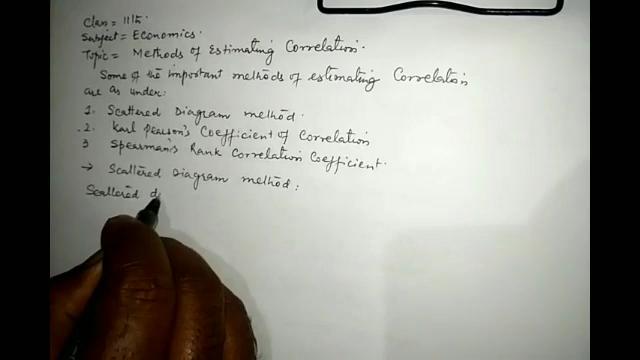 Class = 11th.
Subject = Economics.
Topic = Methods of Estimating Correlation.
Some of the important methods of estimating Correlation
are as under:
1. Scattered Diagram method.
2. Karl Pearson's Coefficient of Correlation
3 Spearman's Rank Correlation Coefficient.
→ Scattered Diagram method:
Scattered d